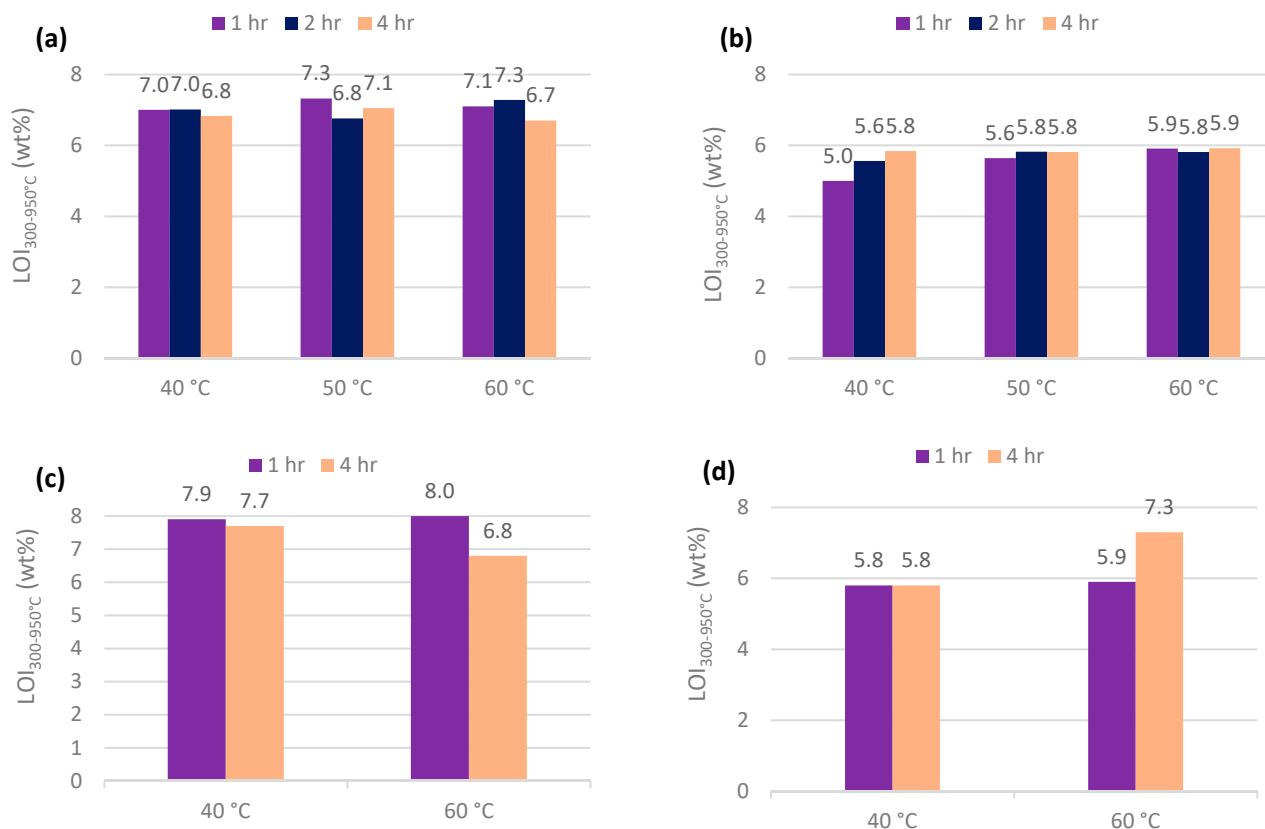 (a)
1 hr 2 hr 4 hr
LOI300-950°C (wt%)
8
6
4
2
0
7.0 7.0 6.8
7.3 6.8 7.1
7.1 7.3 6.7
40 °C 50 °C 60 °C
(b)
1 hr 2 hr 4 hr
LOI300-950°C (wt%)
8
6
4
2
0
5.0 5.6 5.8
5.6 5.8 5.8
5.9 5.8 5.9
40 °C 50 °C 60 °C
(c)
1 hr 4 hr
LOI300-950°C (wt%)
8
7
6
5
4
3
2
1
0
7.9 7.7
8.0 6.8
40 °C 60 °C
(d)
1 hr 4 hr
LOI300-950°C (wt%)
8
6
4
2
0
5.8 5.8
5.9 7.3
40 °C 60 °C